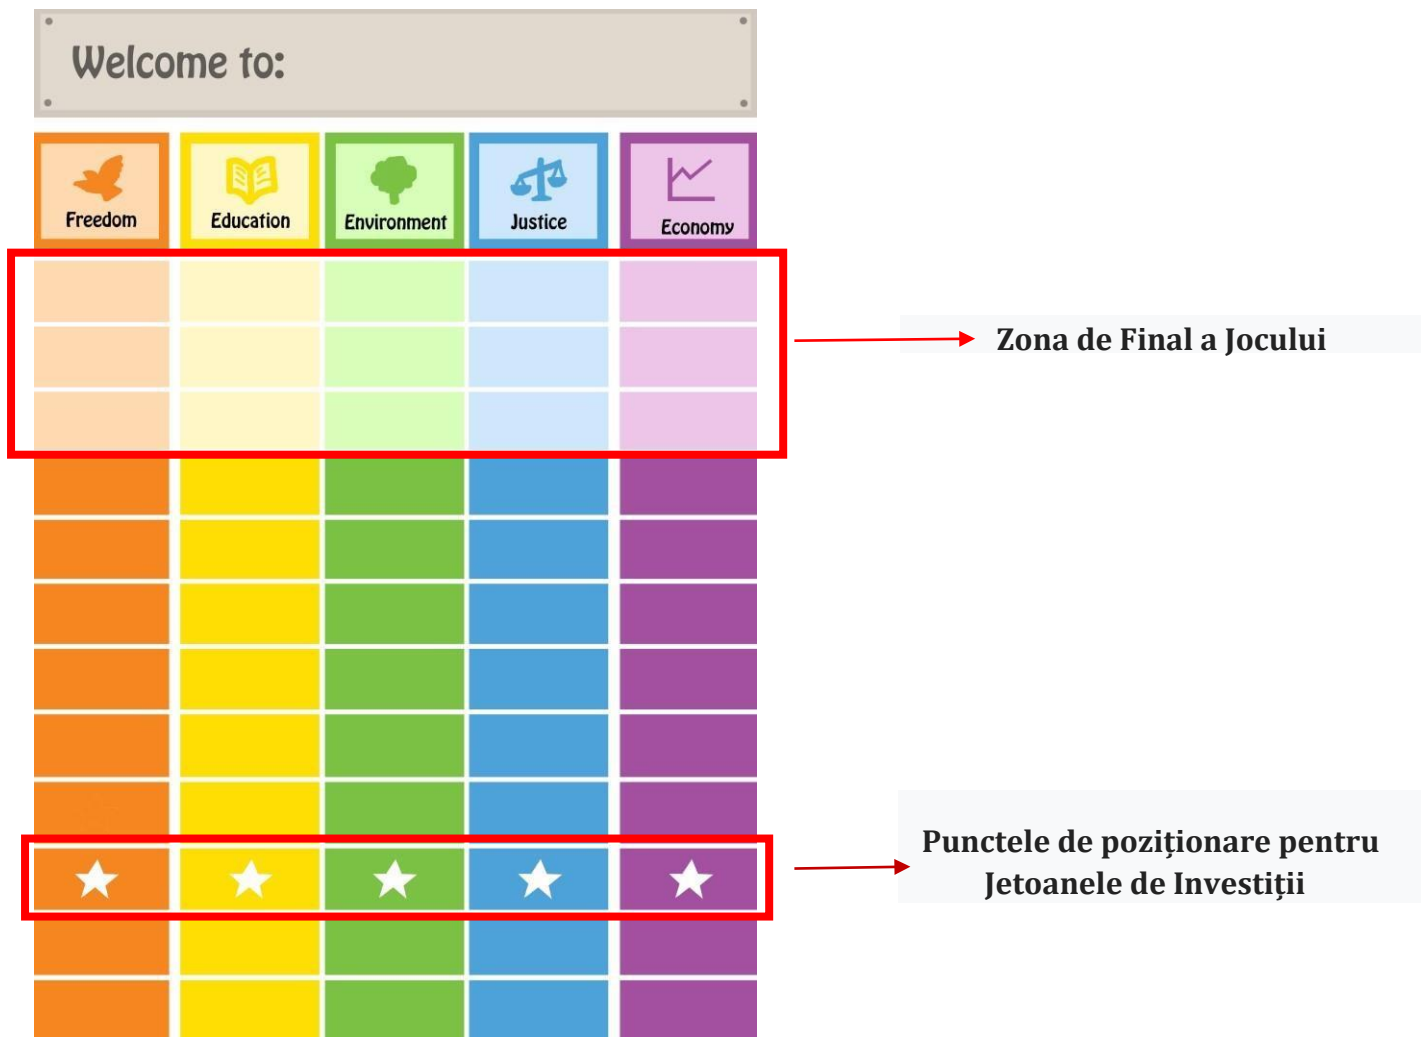 Welcome to:
Freedom
Education
Environment
Justice
Economy
Zona de Final a Jocului
Punctele de poziționare pentru
Jetoanele de Investiții